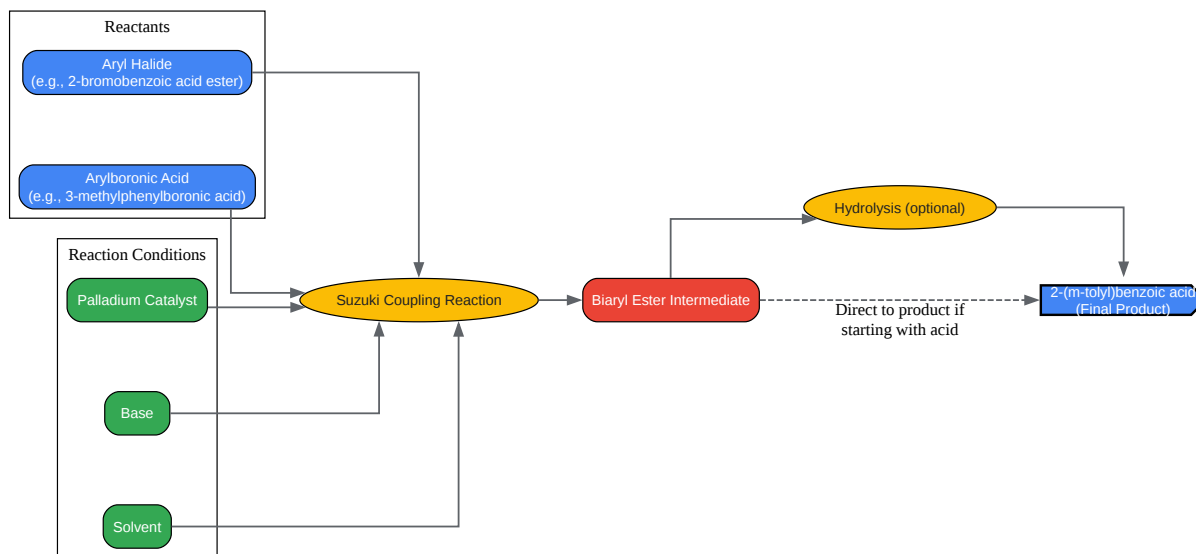 Reactants
Aryl Halide
(e.g., 2-bromobenzoic acid ester)
Arylboronic Acid
(e.g., 3-methylphenylboronic acid)
Reaction Conditions
Palladium Catalyst
Base
Solvent
Suzuki Coupling Reaction
Biaryl Ester Intermediate
Hydrolysis (optional)
Direct to product if
starting with acid
2-(m-tolyl)benzoic acid
(Final Product)